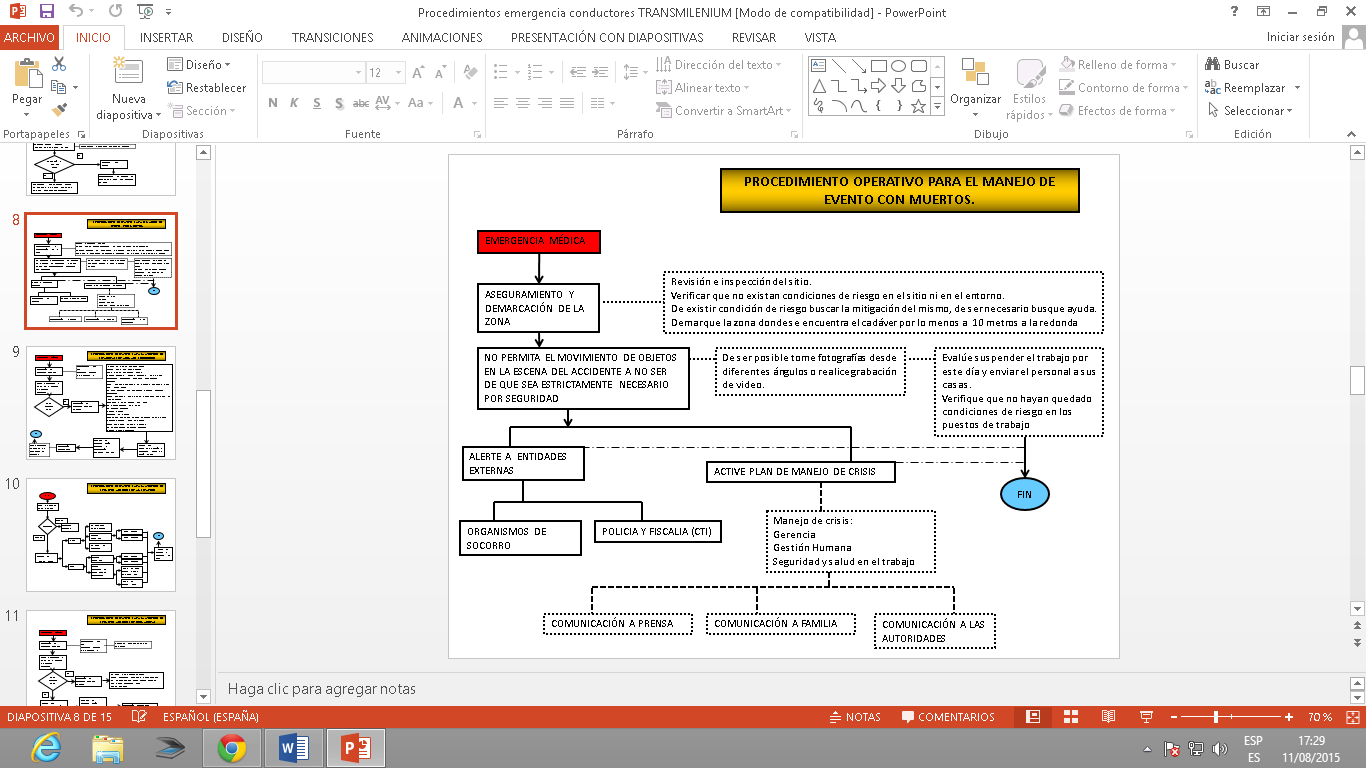 Procedimientos emergencia conductores TRANSMILENIUM [Modo de compatibilidad] - PowerPoint
ARCHIVO INICIO INSERTAR DISEÑO TRANSICIONES ANIMACIONES PRESENTACIÓN CON DIAPOSITIVAS REVISAR VISTA Iniciar sesión
Pegar
Portapapeles
Nueva
diapositiva
Diseño
Restablecer
Sección
Diapositivas
12
N K S S abc AV Aa A
Fuente
Dirección del texto
Alinear texto
Convertir a SmartArt
Párrafo
Organizar
Estilos
rápidos
Relleno de forma
Contorno de forma
Efectos de forma
Dibujo
Buscar
Reemplazar
Seleccionar
Edición
8
9
10
11
PROCEDIMIENTO OPERATIVO PARA EL MANEJO DE
EVENTO CON MUERTOS.
EMERGENCIA MÉDICA
ASEGURAMIENTO Y
DEMARCACIÓN DE LA
ZONA
Revisión e inspección del sitio.
Verificar que no existan condiciones de riesgo en el sitio ni en el entorno.
De existir condición de riesgo buscar la mitigación del mismo, de ser necesario busque ayuda.
Demarque la zona donde se encuentra el cadáver por lo menos a 10 metros a la redonda
NO PERMITA EL MOVIMIENTO DE OBJETOS
EN LA ESCENA DEL ACCIDENTE A NO SER
DE QUE SEA ESTRICTAMENTE NECESARIO
POR SEGURIDAD
De ser posible tome fotografías desde
diferentes ángulos o realice grabación
de video.
Evalúe suspender el trabajo por
este día y enviar el personal a sus
casas.
Verifique que no hayan quedado
condiciones de riesgo en los
puestos de trabajo
ALERTE A ENTIDADES
EXTERNAS
ACTIVE PLAN DE MANEJO DE CRISIS
FIN
ORGANISMOS DE
SOCORRO
POLICIA Y FISCALIA (CTI)
Manejo de crisis:
Gerencia
Gestión Humana
Seguridad y salud en el trabajo
COMUNICACIÓN A PRENSA
COMUNICACIÓN A FAMILIA
COMUNICACIÓN A LAS
AUTORIDADES
Haga clic para agregar notas
DIAPOSITIVA 8 DE 15 ESPAÑOL (ESPAÑA) NOTAS COMENTARIOS 70 %
ESP
ES
17:29
11/08/2015